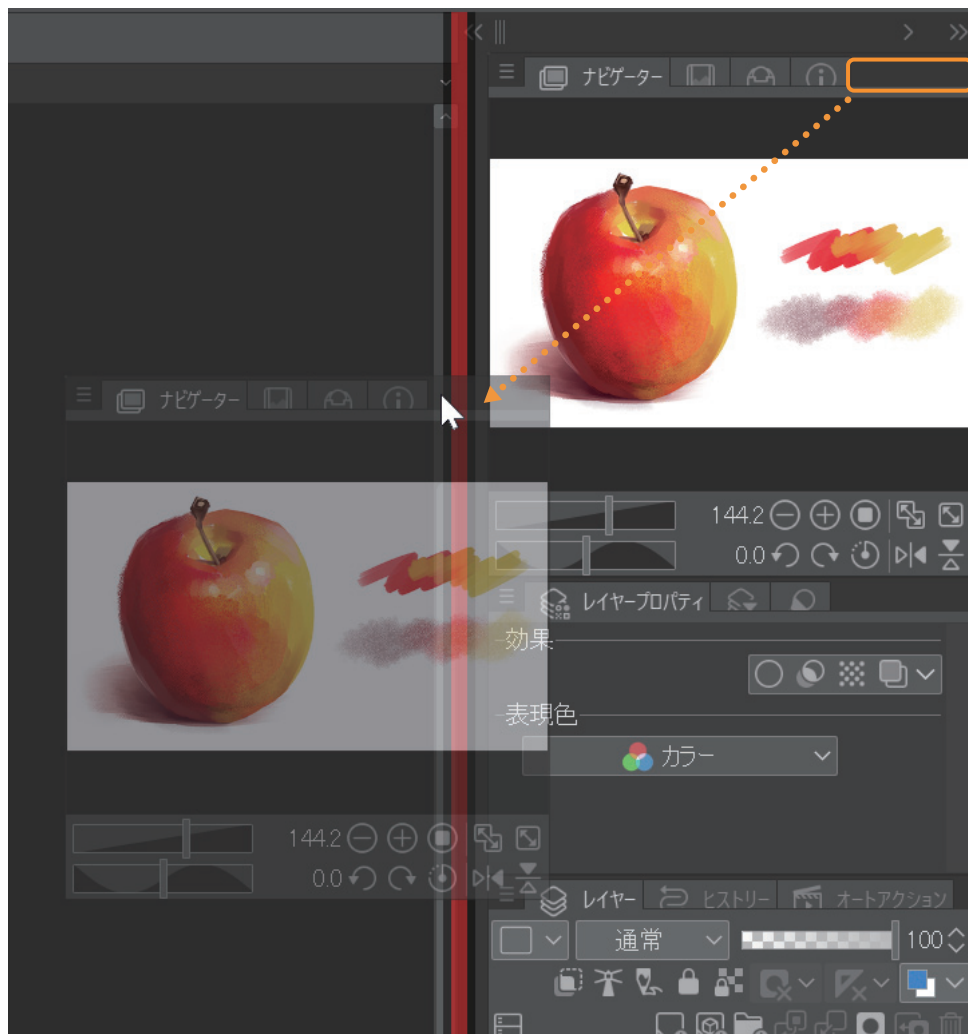 ナビゲーター
ナビゲーター
144.2
0.0
レイヤープロパティ
効果
表現色
カラー
144.2
0.0
レイヤー ヒストリー オートアクション
通常 100